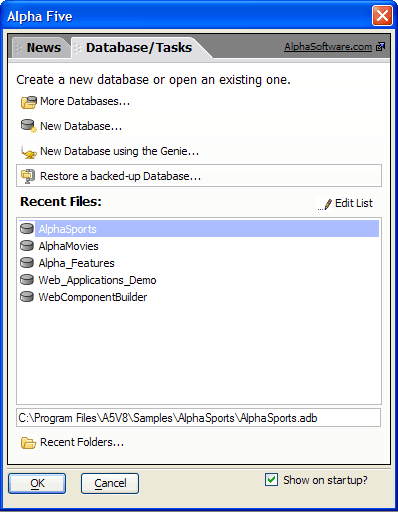 Alpha Five
News
Database/Tasks
AlphaSoftware.com
Create a new database or open an existing one.
More Databases...
New Database...
New Database using the Genie...
Restore a backed-up Database...
Recent Files:
Edit List
AlphaSports
AlphaMovies
Alpha_Features
Web_Applications_Demo
WebComponentBuilder
C:\Program Files\A5V8\Samples\AlphaSports\AlphaSports.adb
Recent Folders...
OK
Cancel
Show on startup?